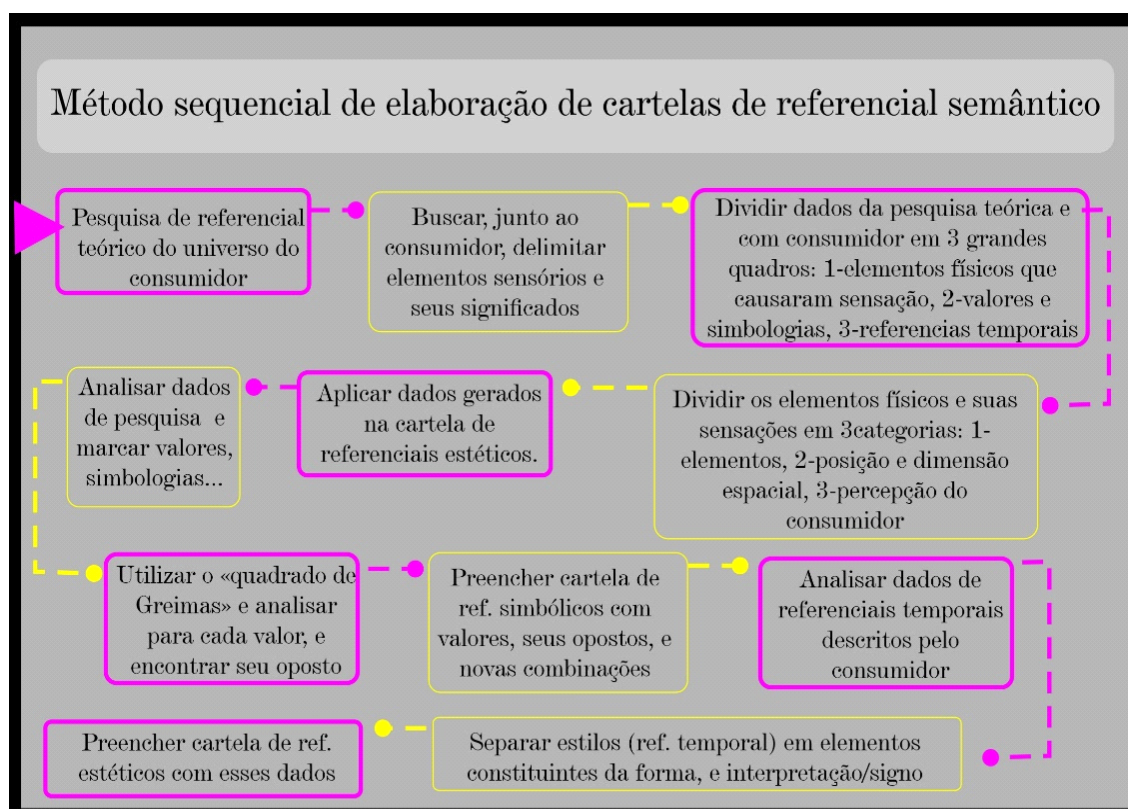 Método sequencial de elaboração de cartelas de referencial semântico
Pesquisa de referencial
teórico do universo do
consumidor
Buscar, junto ao
consumidor, delimitar
elementos sensórios e
seus significados
Dividir dados da pesquisa teórica e
com consumidor em 3 grandes
quadros: 1-elementos físicos que
causaram sensação, 2-valores e
simbologias, 3-referencias temporais
Dividir os elementos físicos e suas
sensações em 3categorias: 1-
elementos, 2-posição e dimensão
espacial, 3-percepção do
consumidor
Aplicar dados gerados
na cartela de
referenciais estéticos.
Analisar dados
de pesquisa e
marcar valores,
simbologias...
Utilizar o «quadrado de
Greimas» e analisar
para cada valor, e
encontrar seu oposto
Preencher cartela de
ref. simbólicos com
valores, seus opostos, e
novas combinações
Analisar dados de
referenciais temporais
descritos pelo
consumidor
Separar estilos (ref. temporal) em elementos
constituintes da forma, e interpretação/signo
Preencher cartela de ref.
estéticos com esses dados